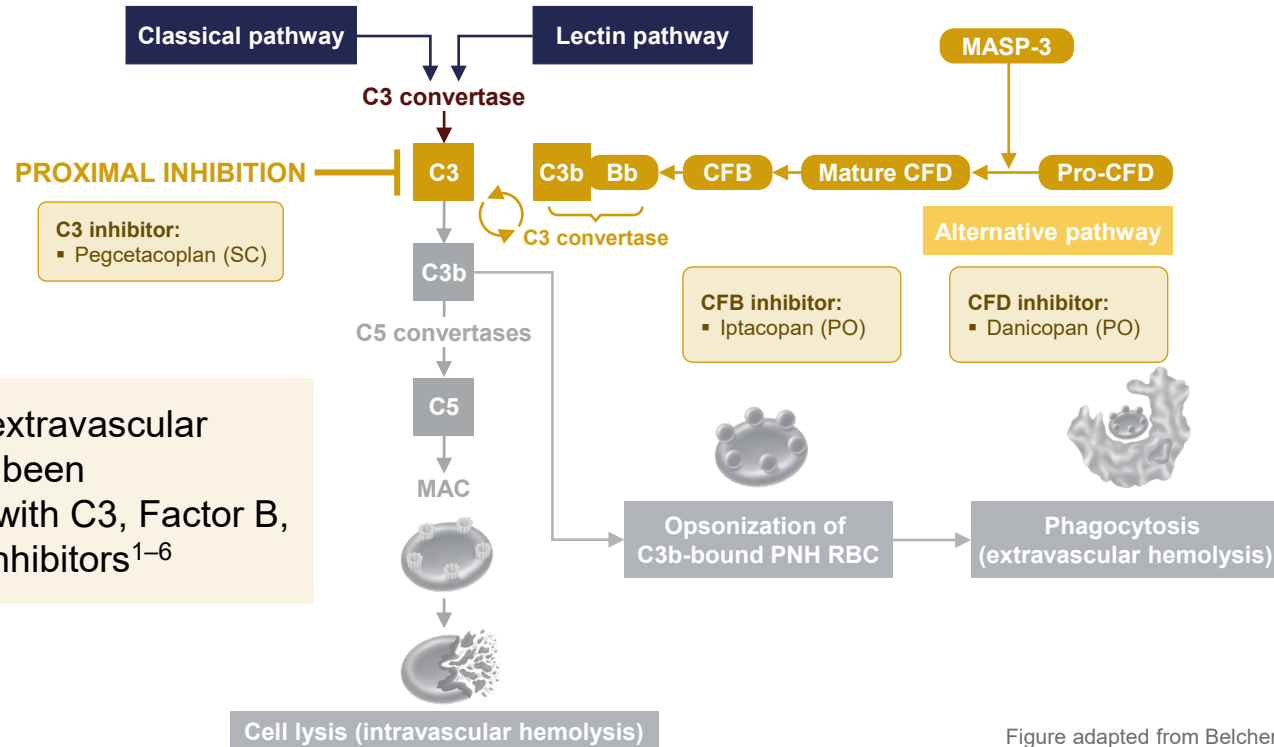 Classical pathway
Lectin pathway
MASP-3
C3 convertase
PROXIMAL INHIBITION
C3
C3b
Bb
CFB
Mature CFD
Pro-CFD
C3 convertase
Alternative pathway
C3 inhibitor:
▪ Pegcetacoplan (SC)
C3b
CFB inhibitor:
▪ Iptacopan (PO)
CFD inhibitor:
▪ Danicopan (PO)
C5 convertases
C5
extravascular
been
with C3, Factor B,
nhibitors1–6
MAC
Opsonization of
C3b-bound PNH RBC
Phagocytosis
(extravascular hemolysis)
Cell lysis (intravascular hemolysis)
Figure adapted from Belcher